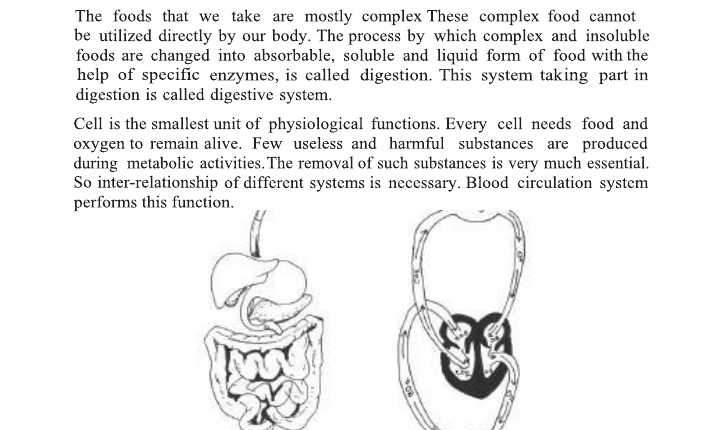 The foods that we take are mostly complex These complex food cannot
be utilized directly by our body. The process by which complex and insoluble
foods are changed into absorbable, soluble and liquid form of food with the
help of specific enzymes, is called digestion. This system taking part in
digestion is called digestive system.
Cell is the smallest unit of physiological functions. Every cell needs food and
oxygen to remain alive. Few useless and harmful substances are produced
during metabolic activities.The removal of such substances is very much essential.
So inter-relationship of different systems is necessary. Blood circulation system
performs this function.